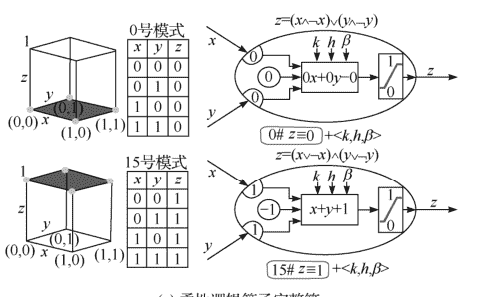 0号模式
x y z
0 0 0
0 1 0
1 0 0
1 1 0
1
z
y
(0,1)
(0,0) x
(1,0)
(1,1)
z=(x∧¬x)∨(y∧¬y)
x
k h β
0
0
0
0x+0y−0
1
0
z
y
0# z≡0 +<k,h,β>
15号模式
x y z
0 0 1
0 1 1
1 0 1
1 1 1
1
z
y
(0,0)
(0,1)
x
(1,0)
(1,1)
z=(x∨¬x)∧(y∨¬y)
x
k h β
1
−1
1
x+y+1
1
0
z
y
15# z≡1 +<k,h,β>